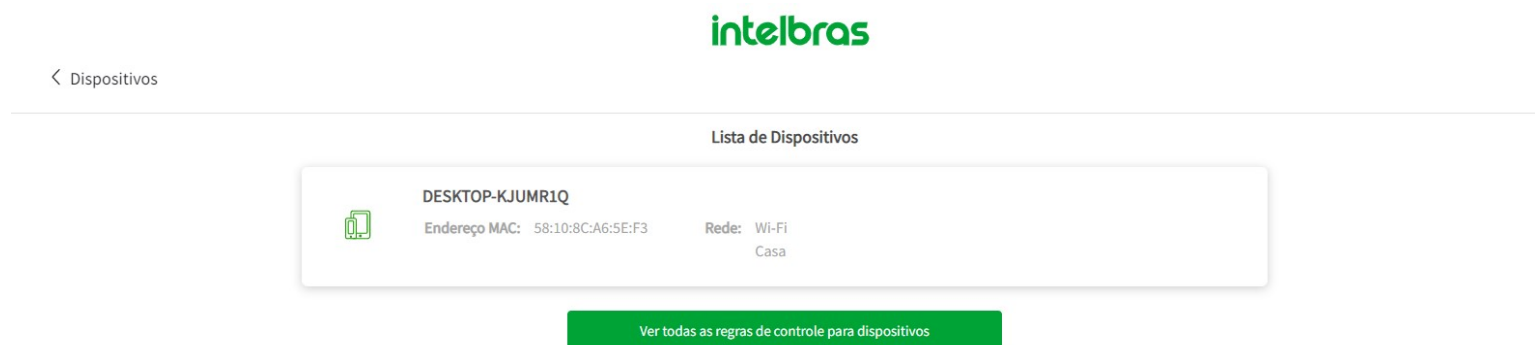 intelbras
Dispositivos
Lista de Dispositivos
DESKTOP-KJUMR1Q
Endereço MAC: 58:10:8C:A6:5E:F3 Rede: Wi-Fi
Casa
Ver todas as regras de controle para dispositivos